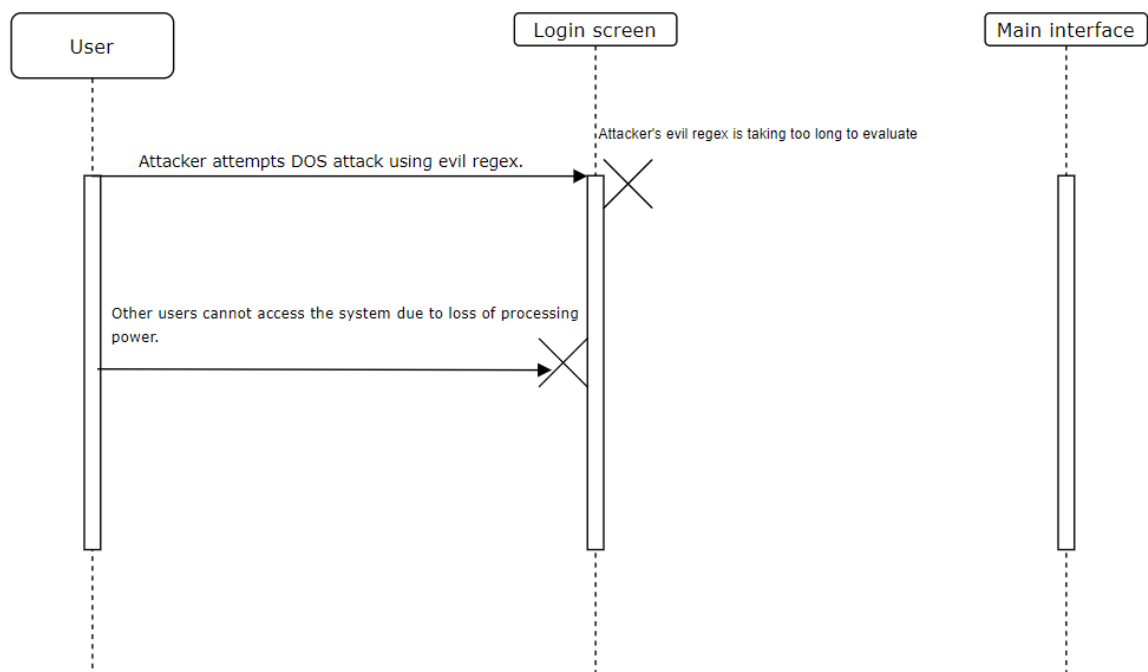 User
Login screen
Main interface
Attacker's evil regex is taking too long to evaluate
Attacker attempts DOS attack using evil regex.
Other users cannot access the system due to loss of processing
power.